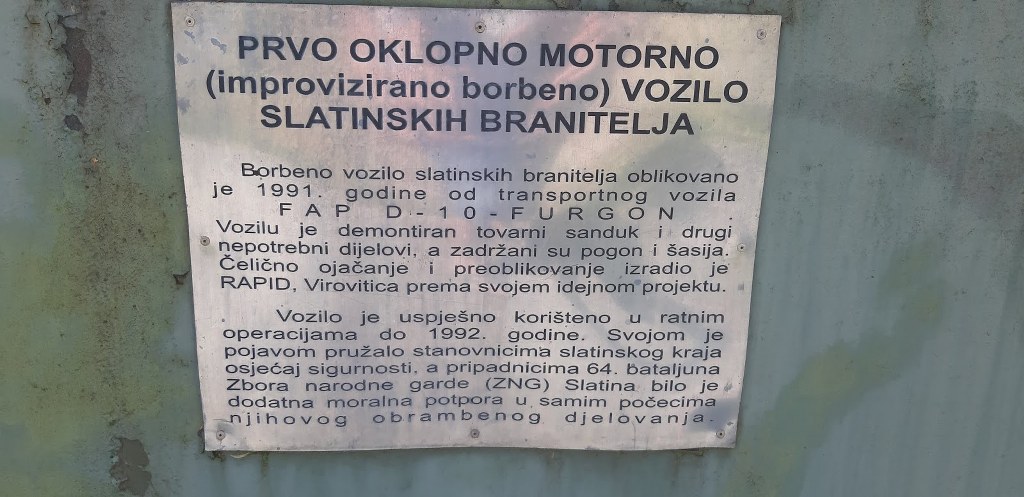 PRVO OKLOPNO MOTORNO
(improvizirano borbeno) VOZILO
SLATINSKIH BRANITELJA
Borbeno vozilo slatinskih branitelja oblikovano
je 1991. godine od transportnog vozila
FAP D-10-FURGON .
Vozilu je demontiran tovarni sanduk i drugi
nepotrebni dijelovi, a zadržani su pogon i šasija.
Čelično ojačanje i preoblikovanje izradio je
RAPID, Virovitica prema svojem idejnom projektu.
Vozilo je uspješno korišteno u ratnim
operacijama do 1992. godine. Svojom je
pojavom pružalo stanovnicima slatinskog kraja
osjećaj sigurnosti, a pripadnicima 64. bataljuna
Zbora narodne garde (ZNG) Slatina bilo je
dodatna moralna potpora u samim počecima
njihovog obrambenog djelovanja.